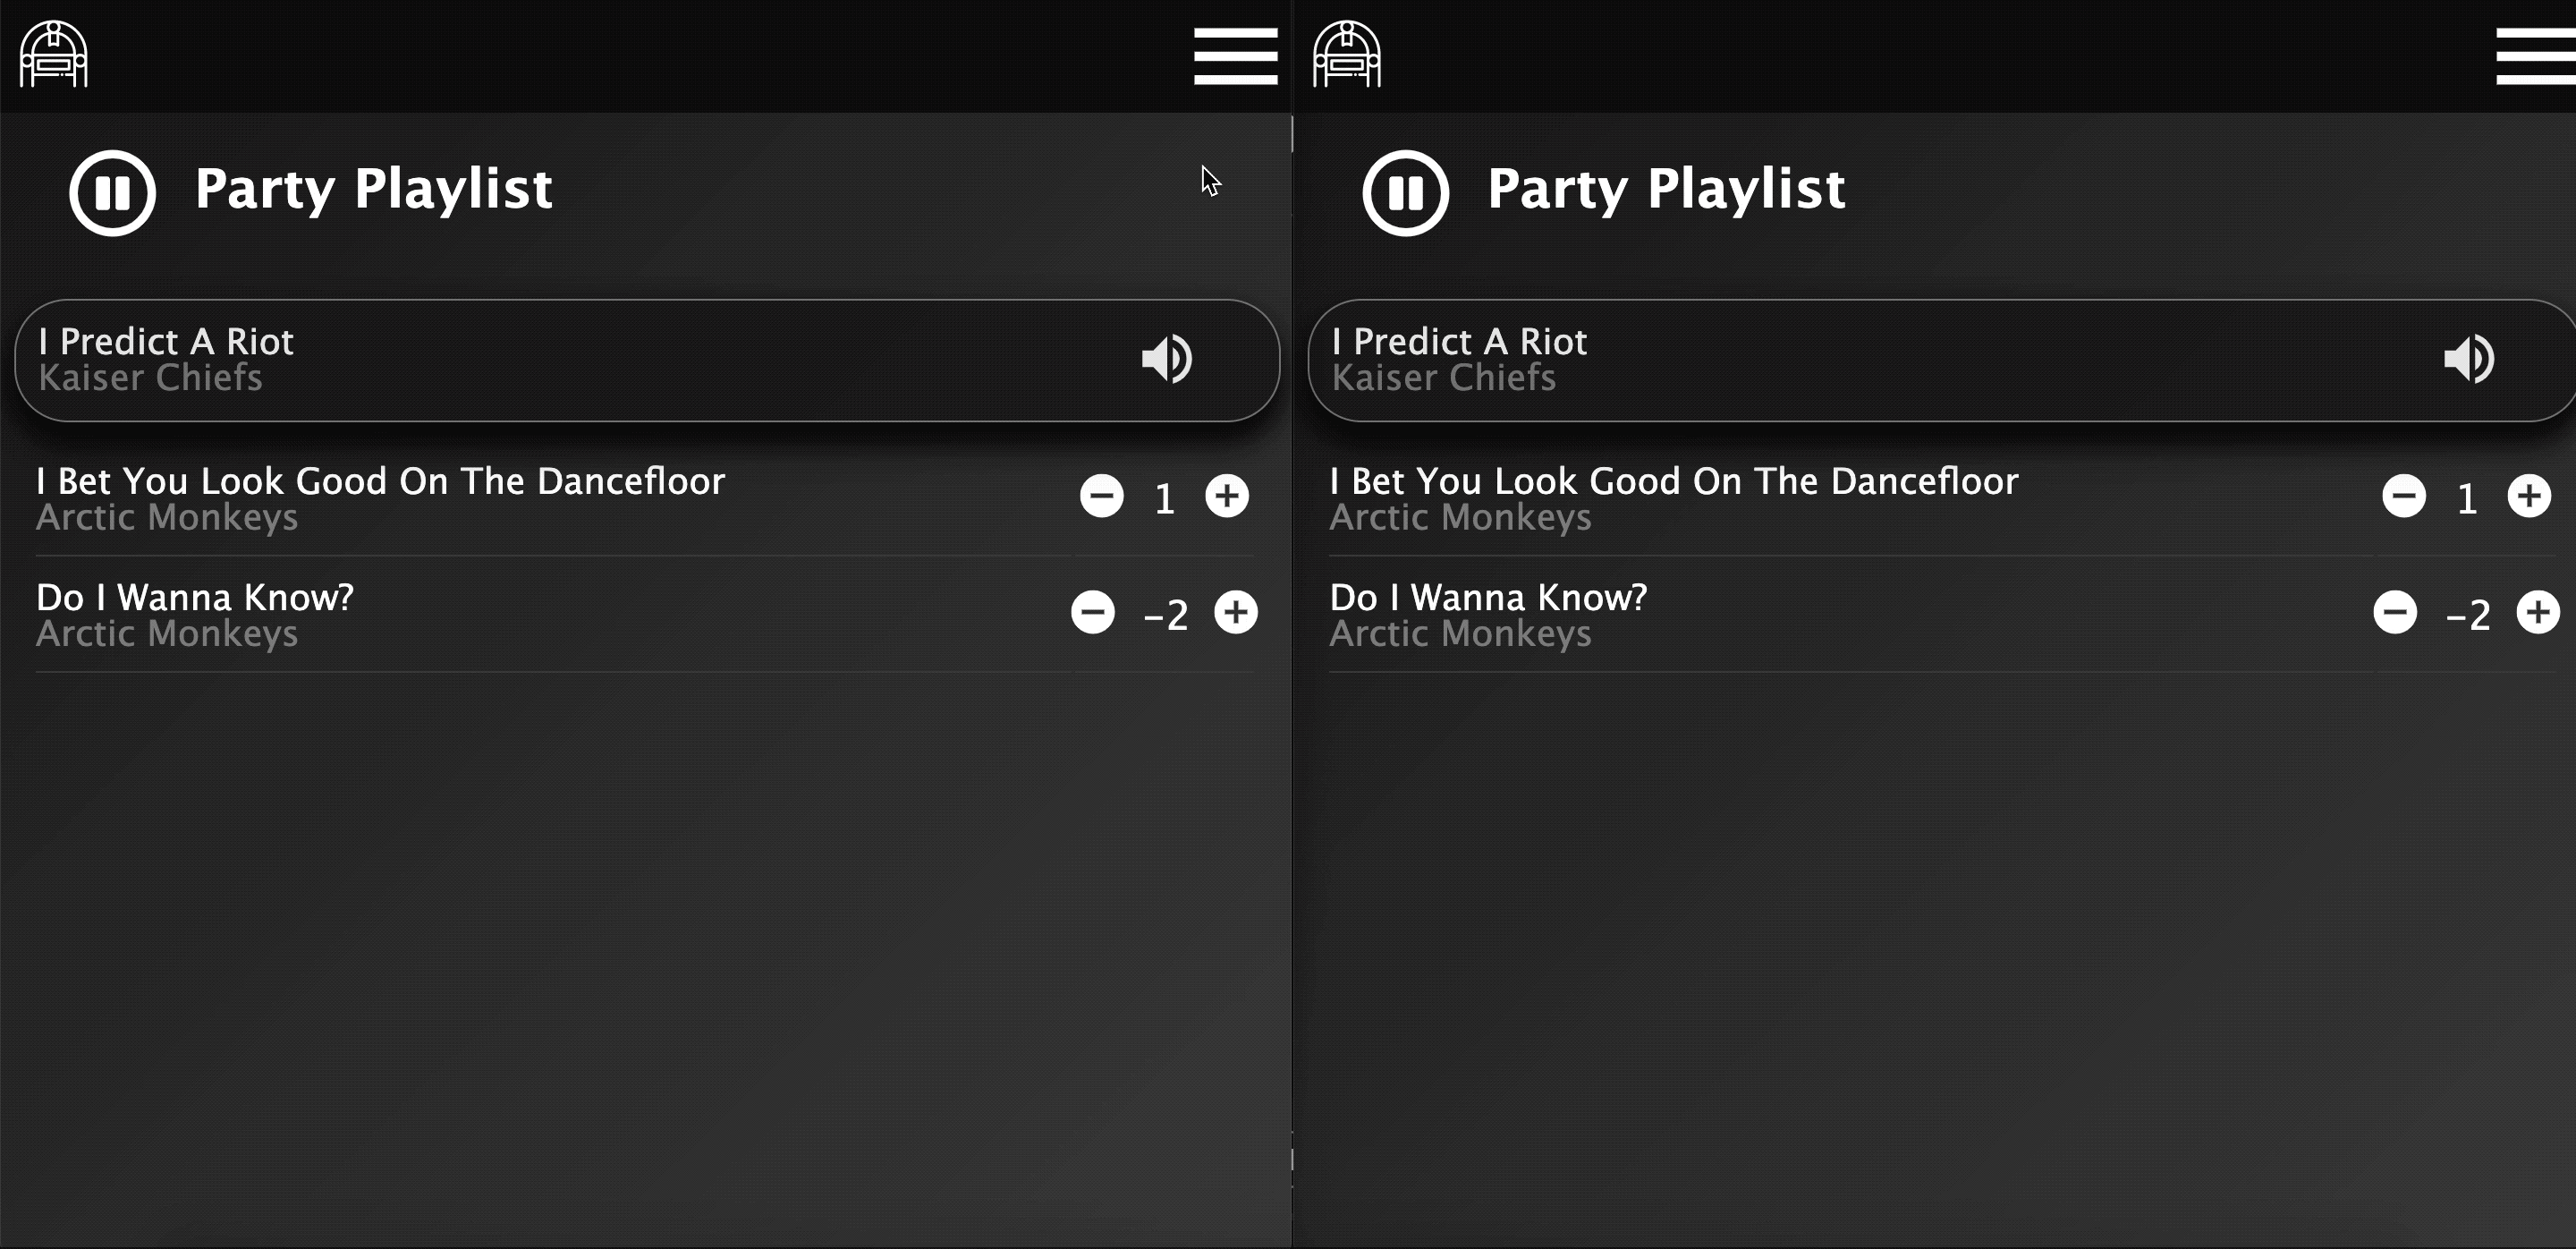 Party Playlist
I Predict A Riot
Kaiser Chiefs
I Bet You Look Good On The Dancefloor
Arctic Monkeys
1
Do I Wanna Know?
Arctic Monkeys
-2
Party Playlist
I Predict A Riot
Kaiser Chiefs
I Bet You Look Good On The Dancefloor
Arctic Monkeys
1
Do I Wanna Know?
Arctic Monkeys
-2